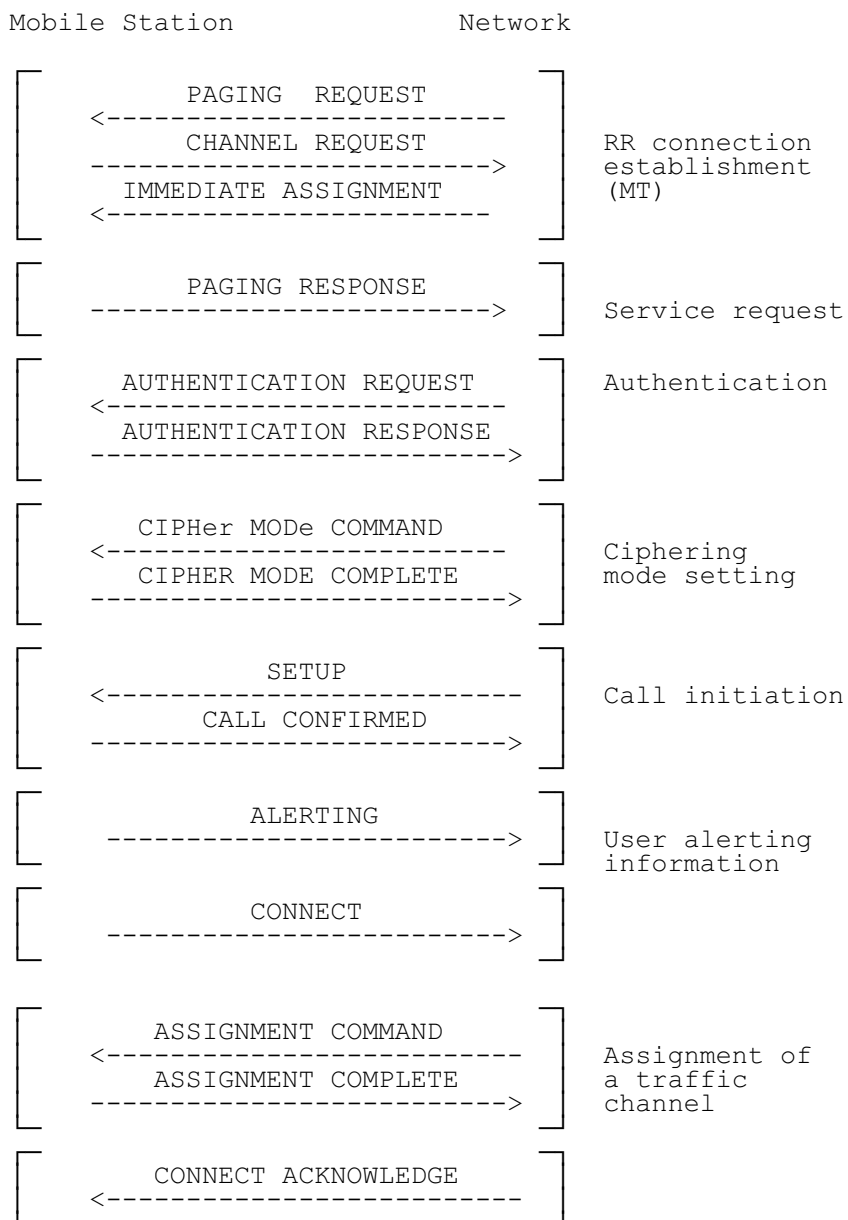 Mobile Station Network
PAGING REQUEST
<-------------------------
CHANNEL REQUEST RR connection
-------------------------> establishment
IMMEDIATE ASSIGNMENT (MT)
<------------------------
PAGING RESPONSE
-------------------------> Service request
AUTHENTICATION REQUEST Authentication
<-------------------------
AUTHENTICATION RESPONSE
-------------------------->
CIPHer MODe COMMAND
<------------------------- Ciphering
CIPHER MODE COMPLETE mode setting
-------------------------->
SETUP
<-------------------------- Call initiation
CALL CONFIRMED
-------------------------->
ALERTING
-------------------------> User alerting
information
CONNECT
------------------------->
ASSIGNMENT COMMAND
<-------------------------- Assignment of
ASSIGNMENT COMPLETE a traffic
--------------------------> channel
CONNECT ACKNOWLEDGE
<--------------------------